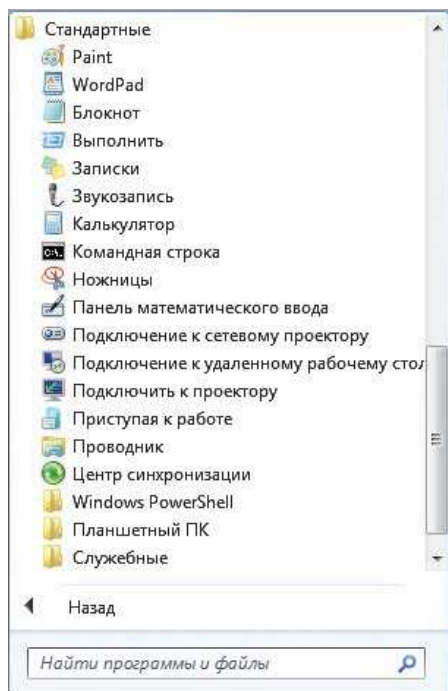 Стандартные
Paint
WordPad
Блокнот
Выполнить
Записки
Звукозапись
Калькулятор
Командная строка
Ножницы
Панель математического ввода
Подключение к сетевому проектору
Подключение к удаленному рабочему стол
Подключить к проектору
Приступая к работе
Проводник
Центр синхронизации
Windows PowerShell
Планшетный ПК
Служебные
Назад
Найти программы и файлы